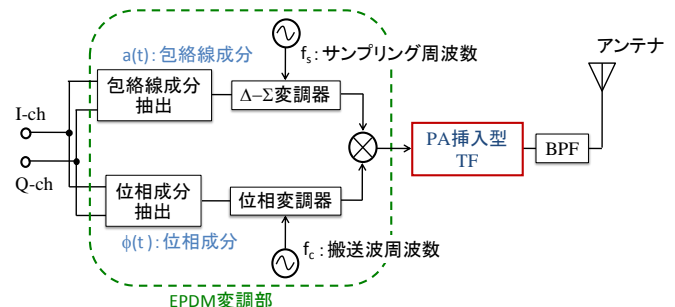 a(t) : 包絡線成分
fs : サンプリング周波数
アンテナ
包絡線成分
抽出
Δ−Σ変調器
I-ch
Q-ch
PA挿入型
TF
BPF
位相成分
抽出
位相変調器
ϕ(t) : 位相成分
fc : 搬送波周波数
EPDM変調部